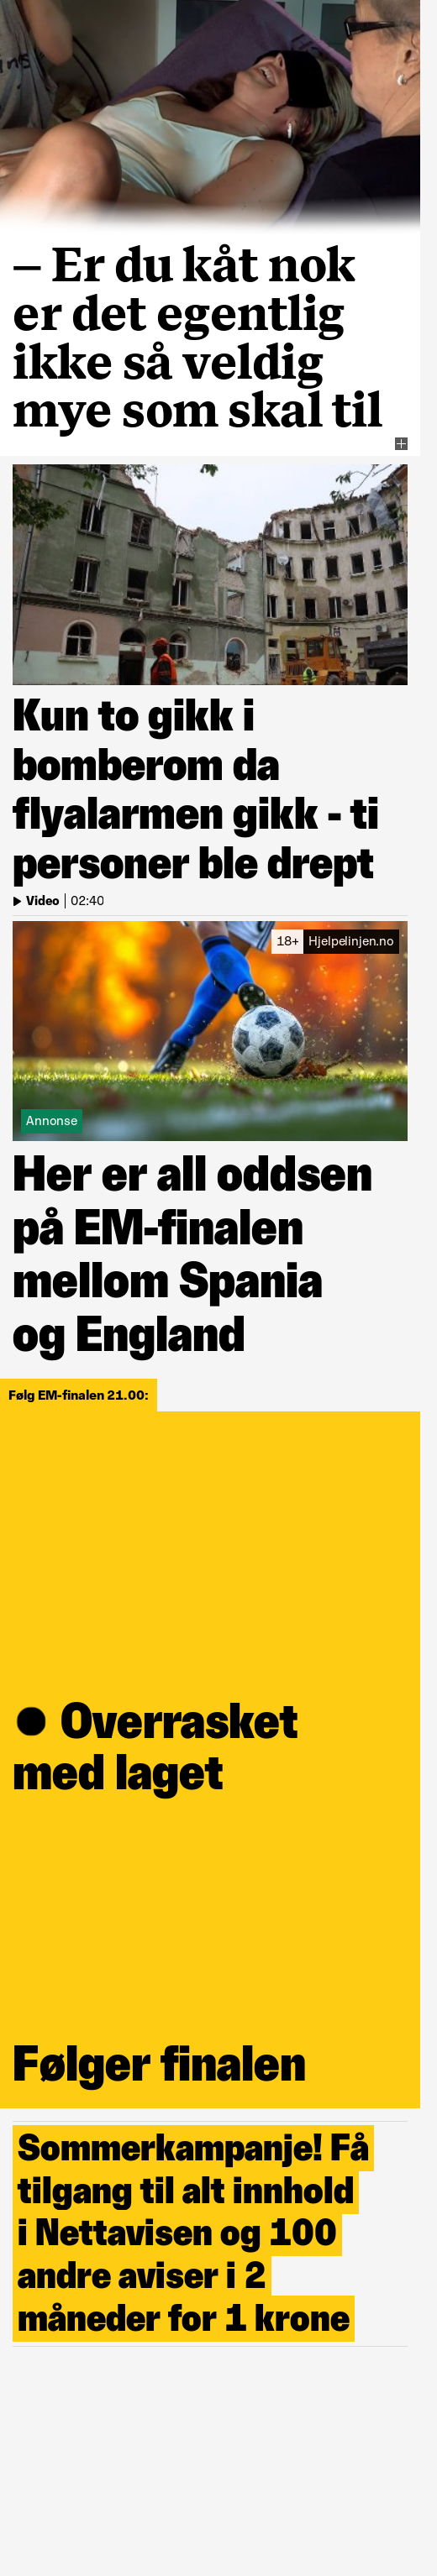 – Er du kåt nok
er det egentlig
ikke så veldig
mye som skal til
Kun to gikk i
bomberom da
flyalarmen gikk - ti
personer ble drept
Video | 02:40
18+ Hjelpelinjen.no
Annonse
Her er all oddsen
på EM-finalen
mellom Spania
og England
Følg EM-finalen 21.00:
Overrasket
med laget
Følger finalen
Sommerkampanje! Få
tilgang til alt innhold
i Nettavisen og 100
andre aviser i 2
måneder for 1 krone